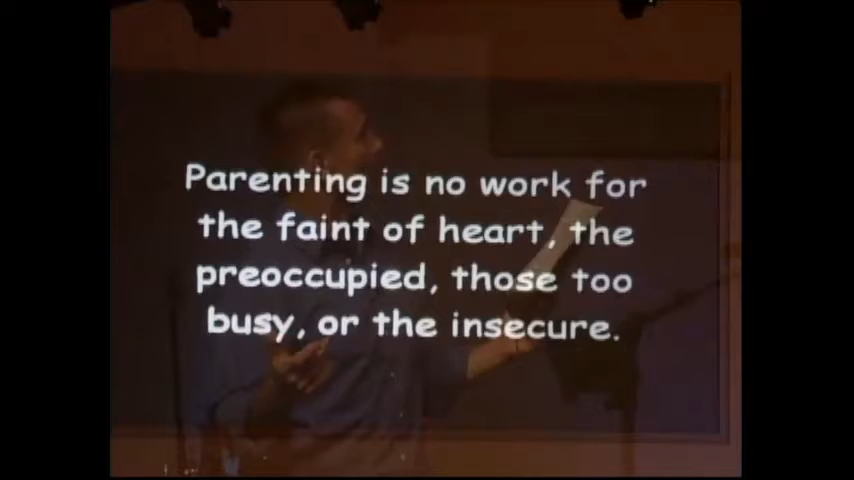 Parenting is no work for
the faint of heart, the
preoccupied, those too
busy, or the insecure.